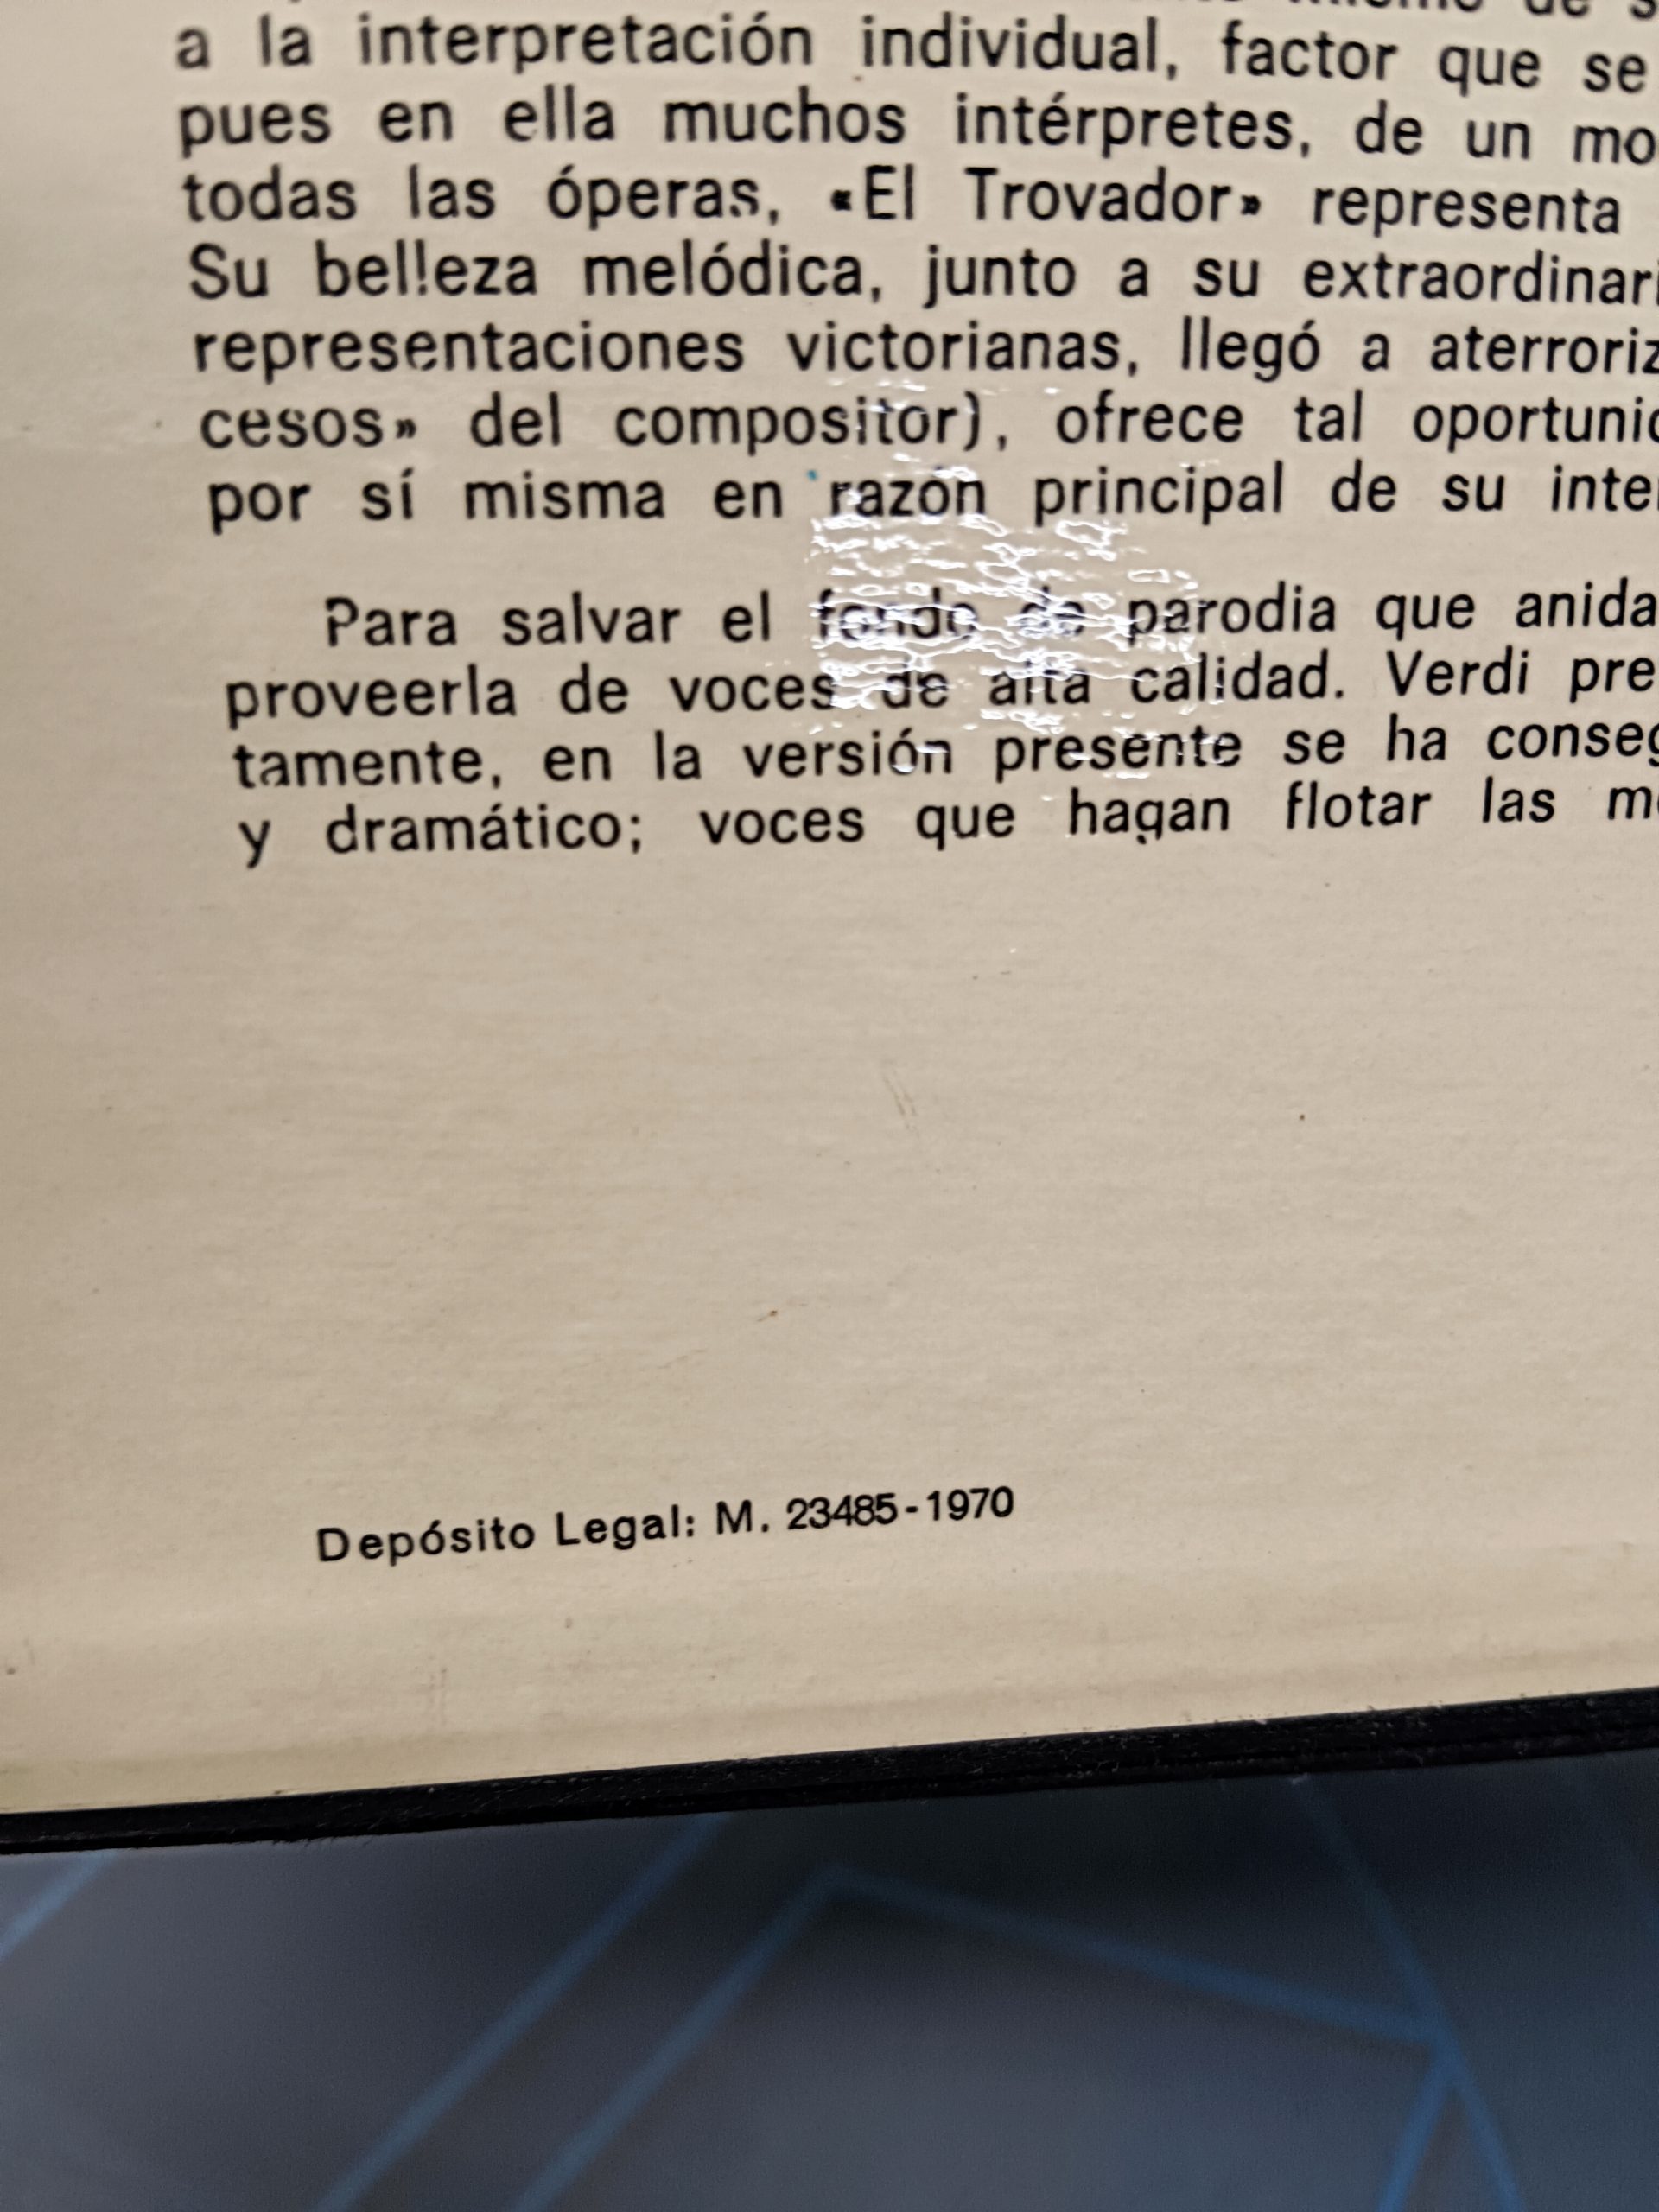 a la interpretación individual, factor que se
pues en ella muchos intérpretes, de un mo
todas las óperas, «El Trovador» representa
Su belleza melódica, junto a su extraordinari
representaciones victorianas, llegó a aterroriz
cesos» del compositor), ofrece tal oportunid
por sí misma en razón principal de su inte
Para salvar el fondo de parodia que anida
proveerla de voces de alta calidad. Verdi pre
tamente, en la versión presente se ha conseg
y dramático; voces que hagan flotar las m
Depósito Legal: M. 23485-1970